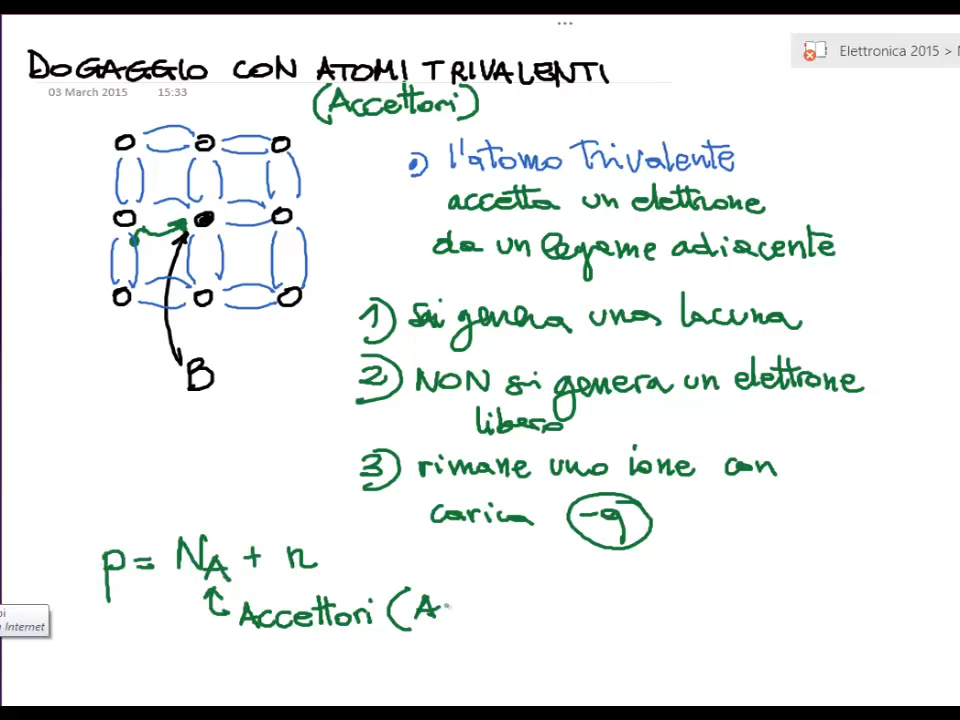 ...
Elettronica 2015 >
DOGAGGIO CON ATOMI TRIVALENTI
03 March 2015 15:33
(Accettori)
•) l'atomo Trivalente
accetta un elettrone
da un legame adiacente
1) si genera una lacuna
2) NON si genera un elettrone
libero
B
3) rimane uno ione con
carica -q
p = NA + n
Accettori (A
Internet